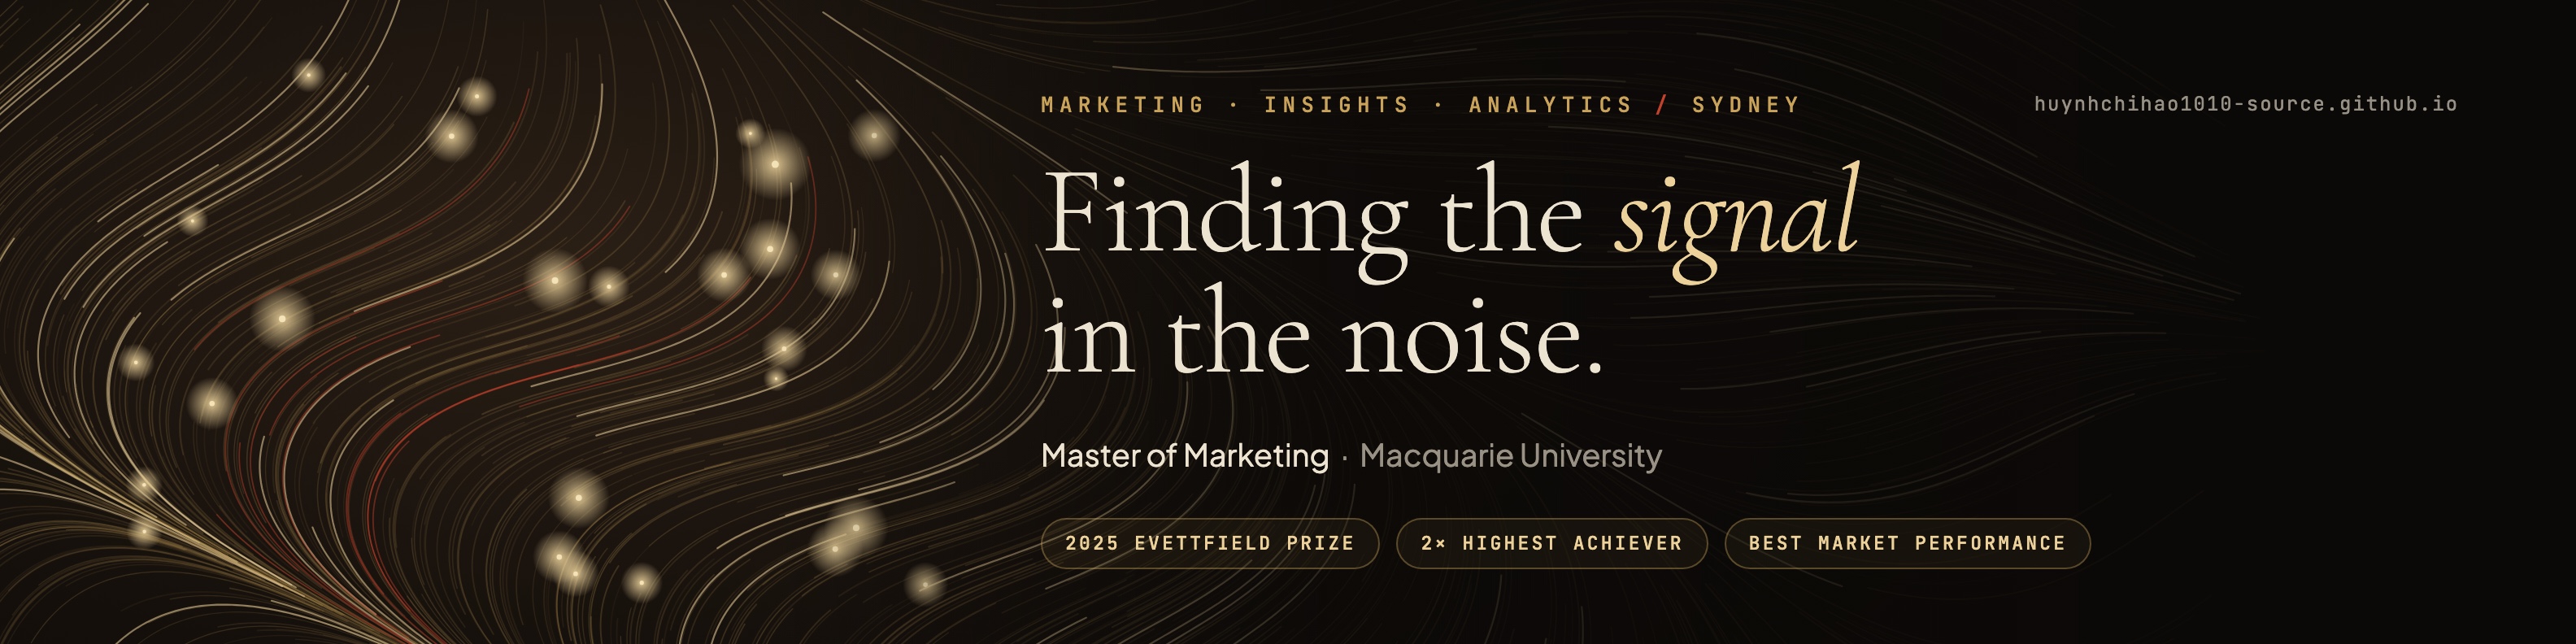 MARKETING · INSIGHTS · ANALYTICS / SYDNEY
huynhchihao1010-source.github.io
Finding the signal
in the noise.
Master of Marketing · Macquarie University
2025 EVETTFIELD PRIZE
2× HIGHEST ACHIEVER
BEST MARKET PERFORMANCE